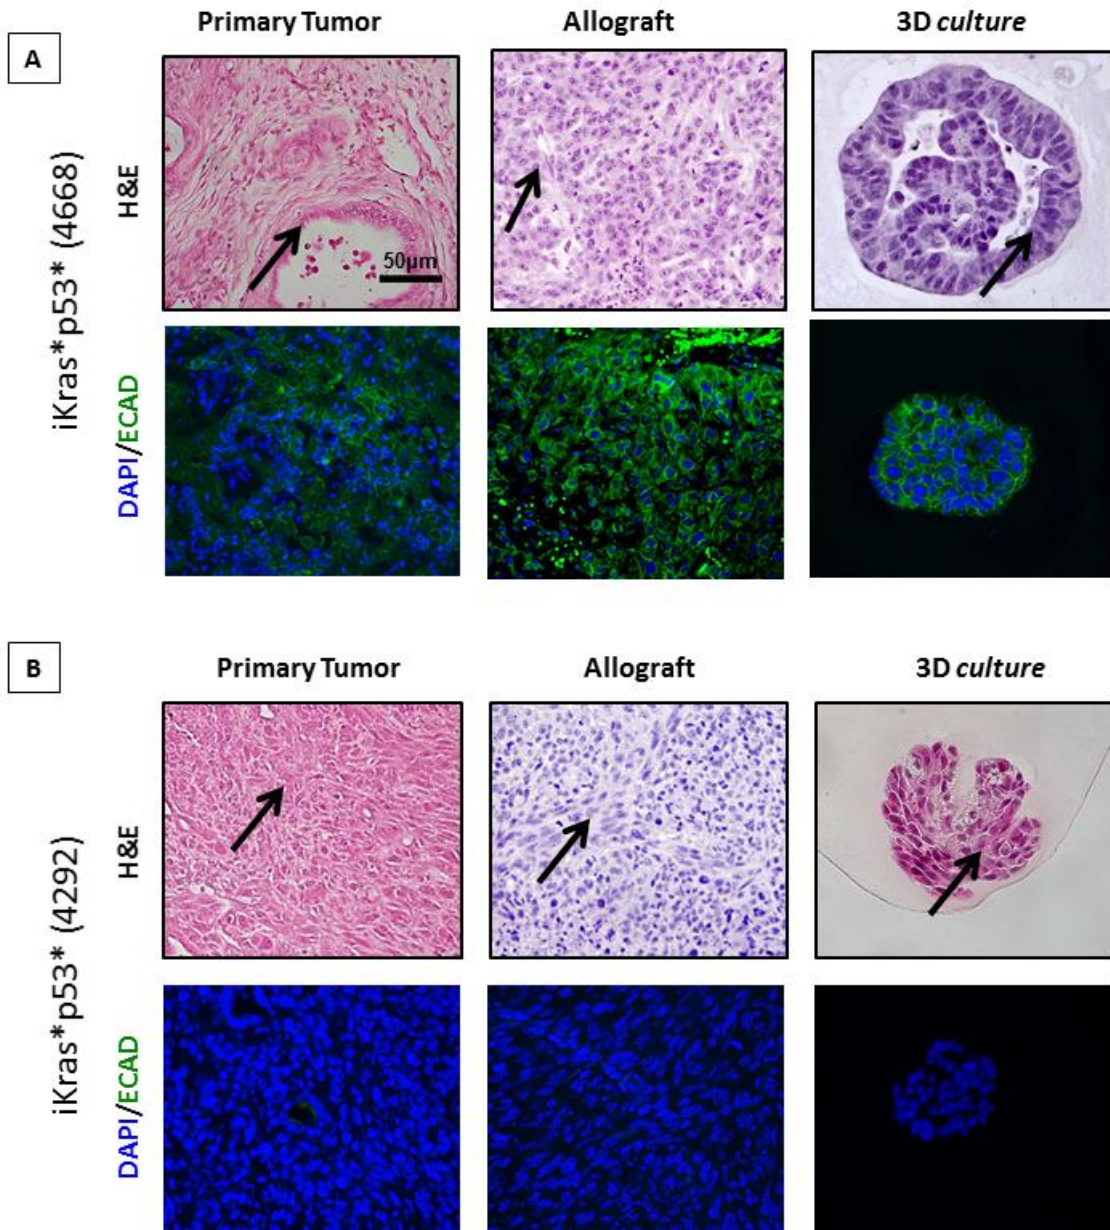 Primary Tumor Allograft 3D culture
A
iKras*p53* (4668)
H&E
50μm
DAPI/ECAD
B
Primary Tumor Allograft 3D culture
iKras*p53* (4292)
H&E
DAPI/ECAD